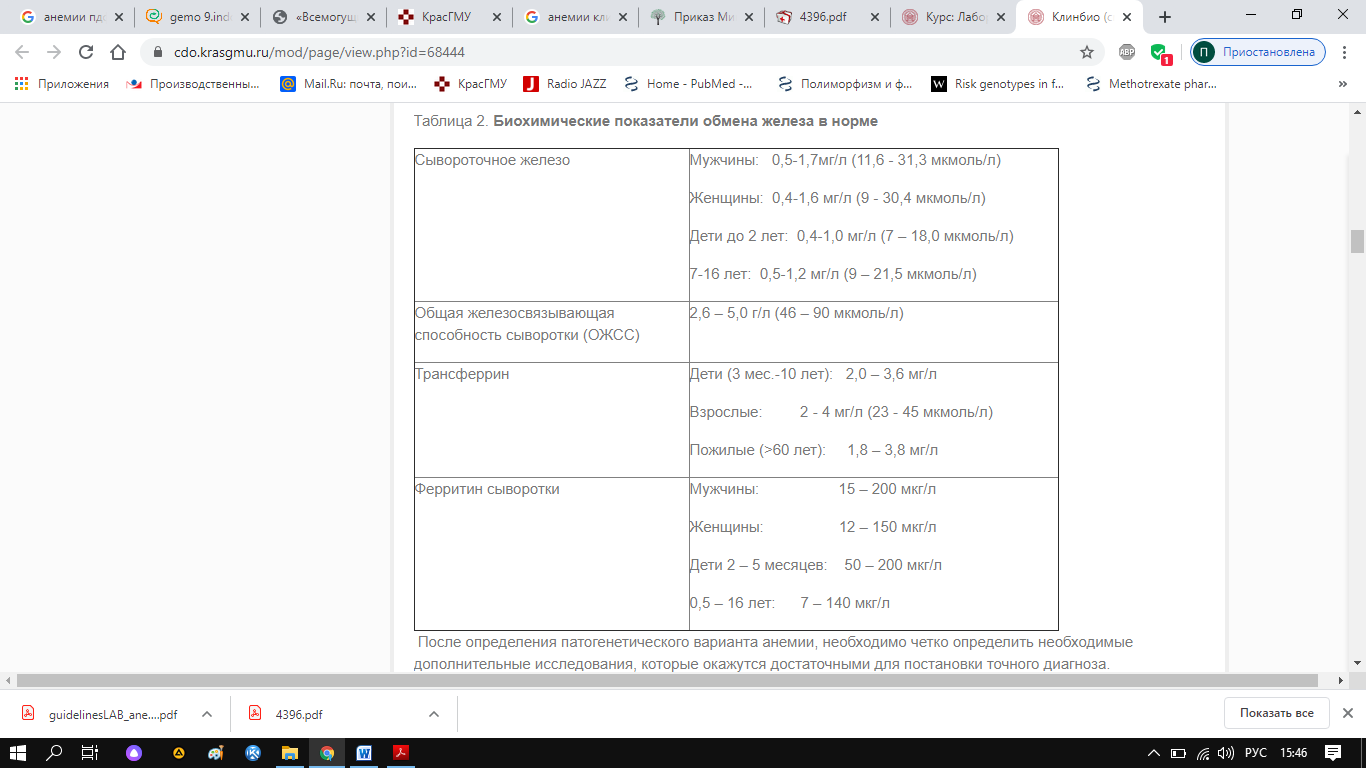 анемии пд
gemo 9.ind
«Всемогущ
КрасГМУ
анемии кл
Приказ Ми
4396.pdf
Курс: Лабо
Клинбио (с
cdo.krasgmu.ru/mod/page/view.php?id=68444
ABP
1
П
Приостановлена
Приложения
Производственны...
Mail.Ru: почта, пои...
КрасГМУ
Radio JAZZ
Home - PubMed -...
Полиморфизм и ф...
W
Risk genotypes in f...
Methotrexate phar...
»
Таблица 2. Биохимические показатели обмена железа в норме
Сывороточное железо
Мужчины: 0,5-1,7мг/л (11,6 - 31,3 мкмоль/л)
Женщины: 0,4-1,6 мг/л (9 - 30,4 мкмоль/л)
Дети до 2 лет: 0,4-1,0 мг/л (7 – 18,0 мкмоль/л)
7-16 лет: 0,5-1,2 мг/л (9 – 21,5 мкмоль/л)
Общая железосвязывающая
способность сыворотки (ОЖСС)
2,6 – 5,0 г/л (46 – 90 мкмоль/л)
Трансферрин
Дети (3 мес.-10 лет): 2,0 – 3,6 мг/л
Взрослые: 2 - 4 мг/л (23 - 45 мкмоль/л)
Пожилые (>60 лет): 1,8 – 3,8 мг/л
Ферритин сыворотки
Мужчины: 15 – 200 мкг/л
Женщины: 12 – 150 мкг/л
Дети 2 – 5 месяцев: 50 – 200 мкг/л
0,5 – 16 лет: 7 – 140 мкг/л
После определения патогенетического варианта анемии, необходимо четко определить необходимые
дополнительные исследования, которые окажутся достаточными для постановки точного диагноза.
guidelinesLAB_ane....pdf
4396.pdf
Показать все
РУС
15:46